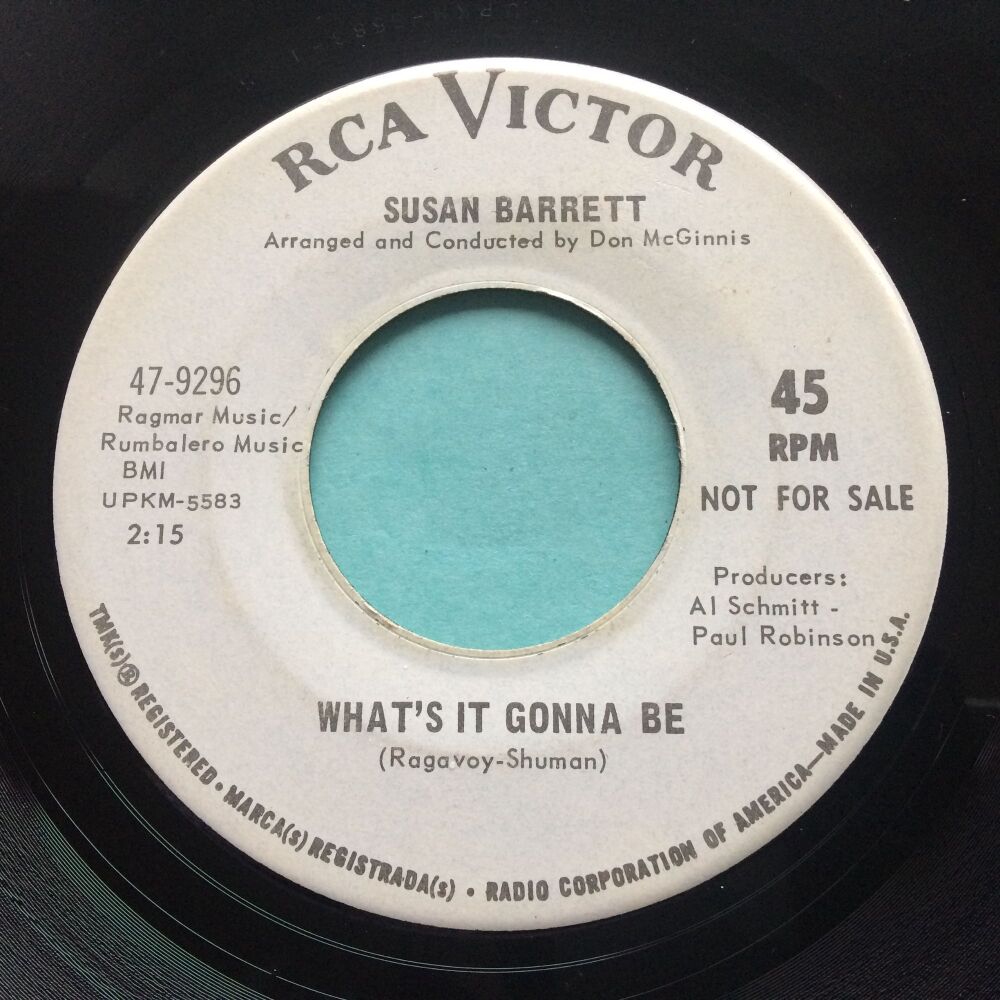 RCA VICTOR
SUSAN BARRETT
Arranged and Conducted by Don McGinnis
47-9296
Ragmar Music/
Rumbalero Music
BMI
UPKM-5583
2:15
45
RPM
NOT FOR SALE
Producers:
Al Schmitt -
Paul Robinson
WHAT'S IT GONNA BE
(Ragavoy-Shuman)
TMK(s) ® REGISTERED • MARCA(s) REGISTRADA(s) • RADIO CORPORATION OF AMERICA—MADE IN U.S.A.